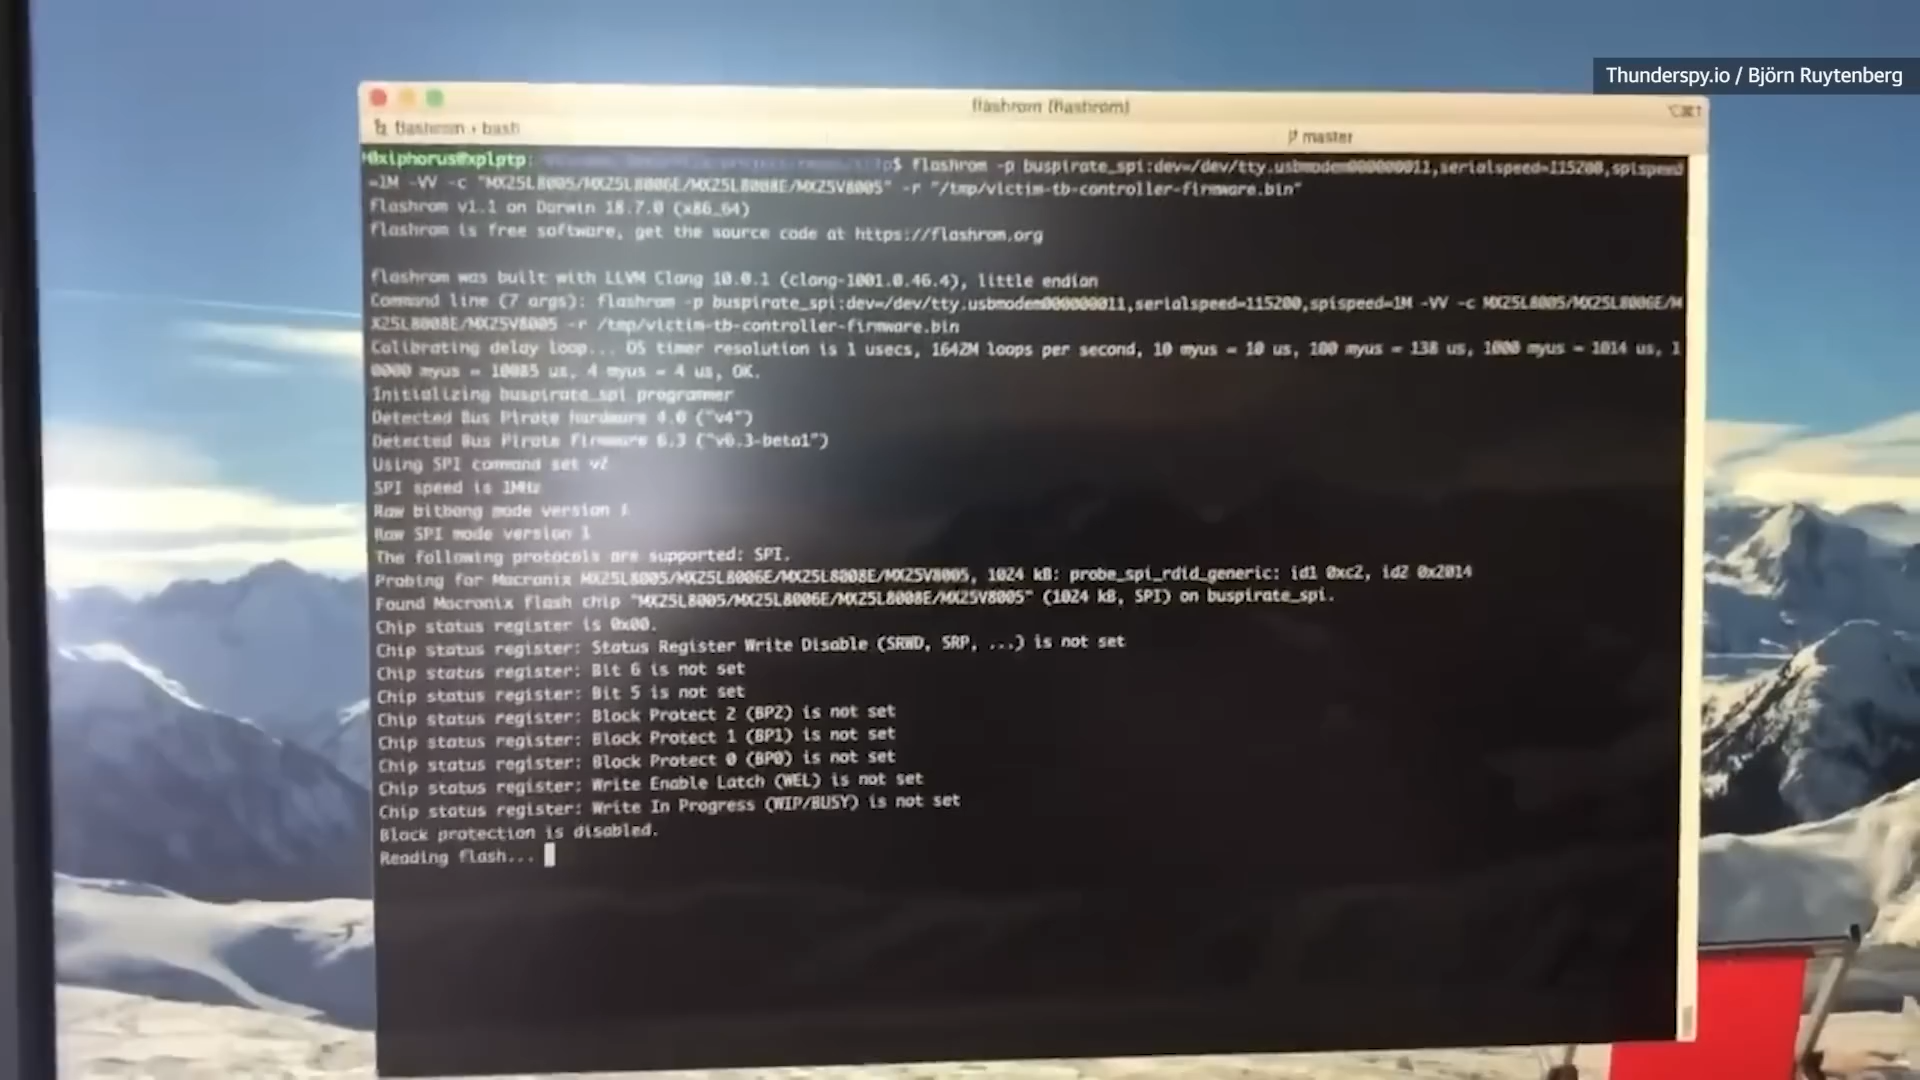 Thunderspy.io / Björn Ruytenberg
flashrom (flashrom)
flashrom • bash
master
0xiphorus@xplptp: $ flashrom -p buspirate_spi:dev=/dev/tty.usbmodem000000011,serialspeed=115200,spispeed
=1M -VV -c "MX25L8005/MX25L8006E/MX25L8008E/MX25V8005" -r "/tmp/victim-tb-controller-firmware.bin"
flashrom v1.1 on Darwin 18.7.0 (x86_64)
flashrom is free software, get the source code at https://flashrom.org
flashrom was built with LLVM Clang 10.0.1 (clang-1001.0.46.4), little endian
Command line (7 args): flashrom -p buspirate_spi:dev=/dev/tty.usbmodem000000011,serialspeed=115200,spispeed=1M -VV -c MX25L8005/MX25L8006E/M
X25L8008E/MX25V8005 -r /tmp/victim-tb-controller-firmware.bin
Calibrating delay loop... OS timer resolution is 1 usecs, 1642M loops per second, 10 myus = 10 us, 100 myus = 138 us, 1000 myus = 1014 us, 1
0000 myus = 10085 us, 4 myus = 4 us, OK.
Initializing buspirate_spi programmer
Detected Bus Pirate hardware 4.0 ("v4")
Detected Bus Pirate firmware 6.3 ("v6.3-beta1")
Using SPI command set v2
SPI speed is 1MHz
Raw bitbang mode version 1
Raw SPI mode version 1
The following protocols are supported: SPI.
Probing for Macronix MX25L8005/MX25L8006E/MX25L8008E/MX25V8005, 1024 kB: probe_spi_rdid_generic: id1 0xc2, id2 0x2014
Found Macronix flash chip "MX25L8005/MX25L8006E/MX25L8008E/MX25V8005" (1024 kB, SPI) on buspirate_spi.
Chip status register is 0x00.
Chip status register: Status Register Write Disable (SRWD, SRP, ...) is not set
Chip status register: Bit 6 is not set
Chip status register: Bit 5 is not set
Chip status register: Block Protect 2 (BP2) is not set
Chip status register: Block Protect 1 (BP1) is not set
Chip status register: Block Protect 0 (BP0) is not set
Chip status register: Write Enable Latch (WEL) is not set
Chip status register: Write In Progress (WIP/BUSY) is not set
Block protection is disabled.
Reading flash...